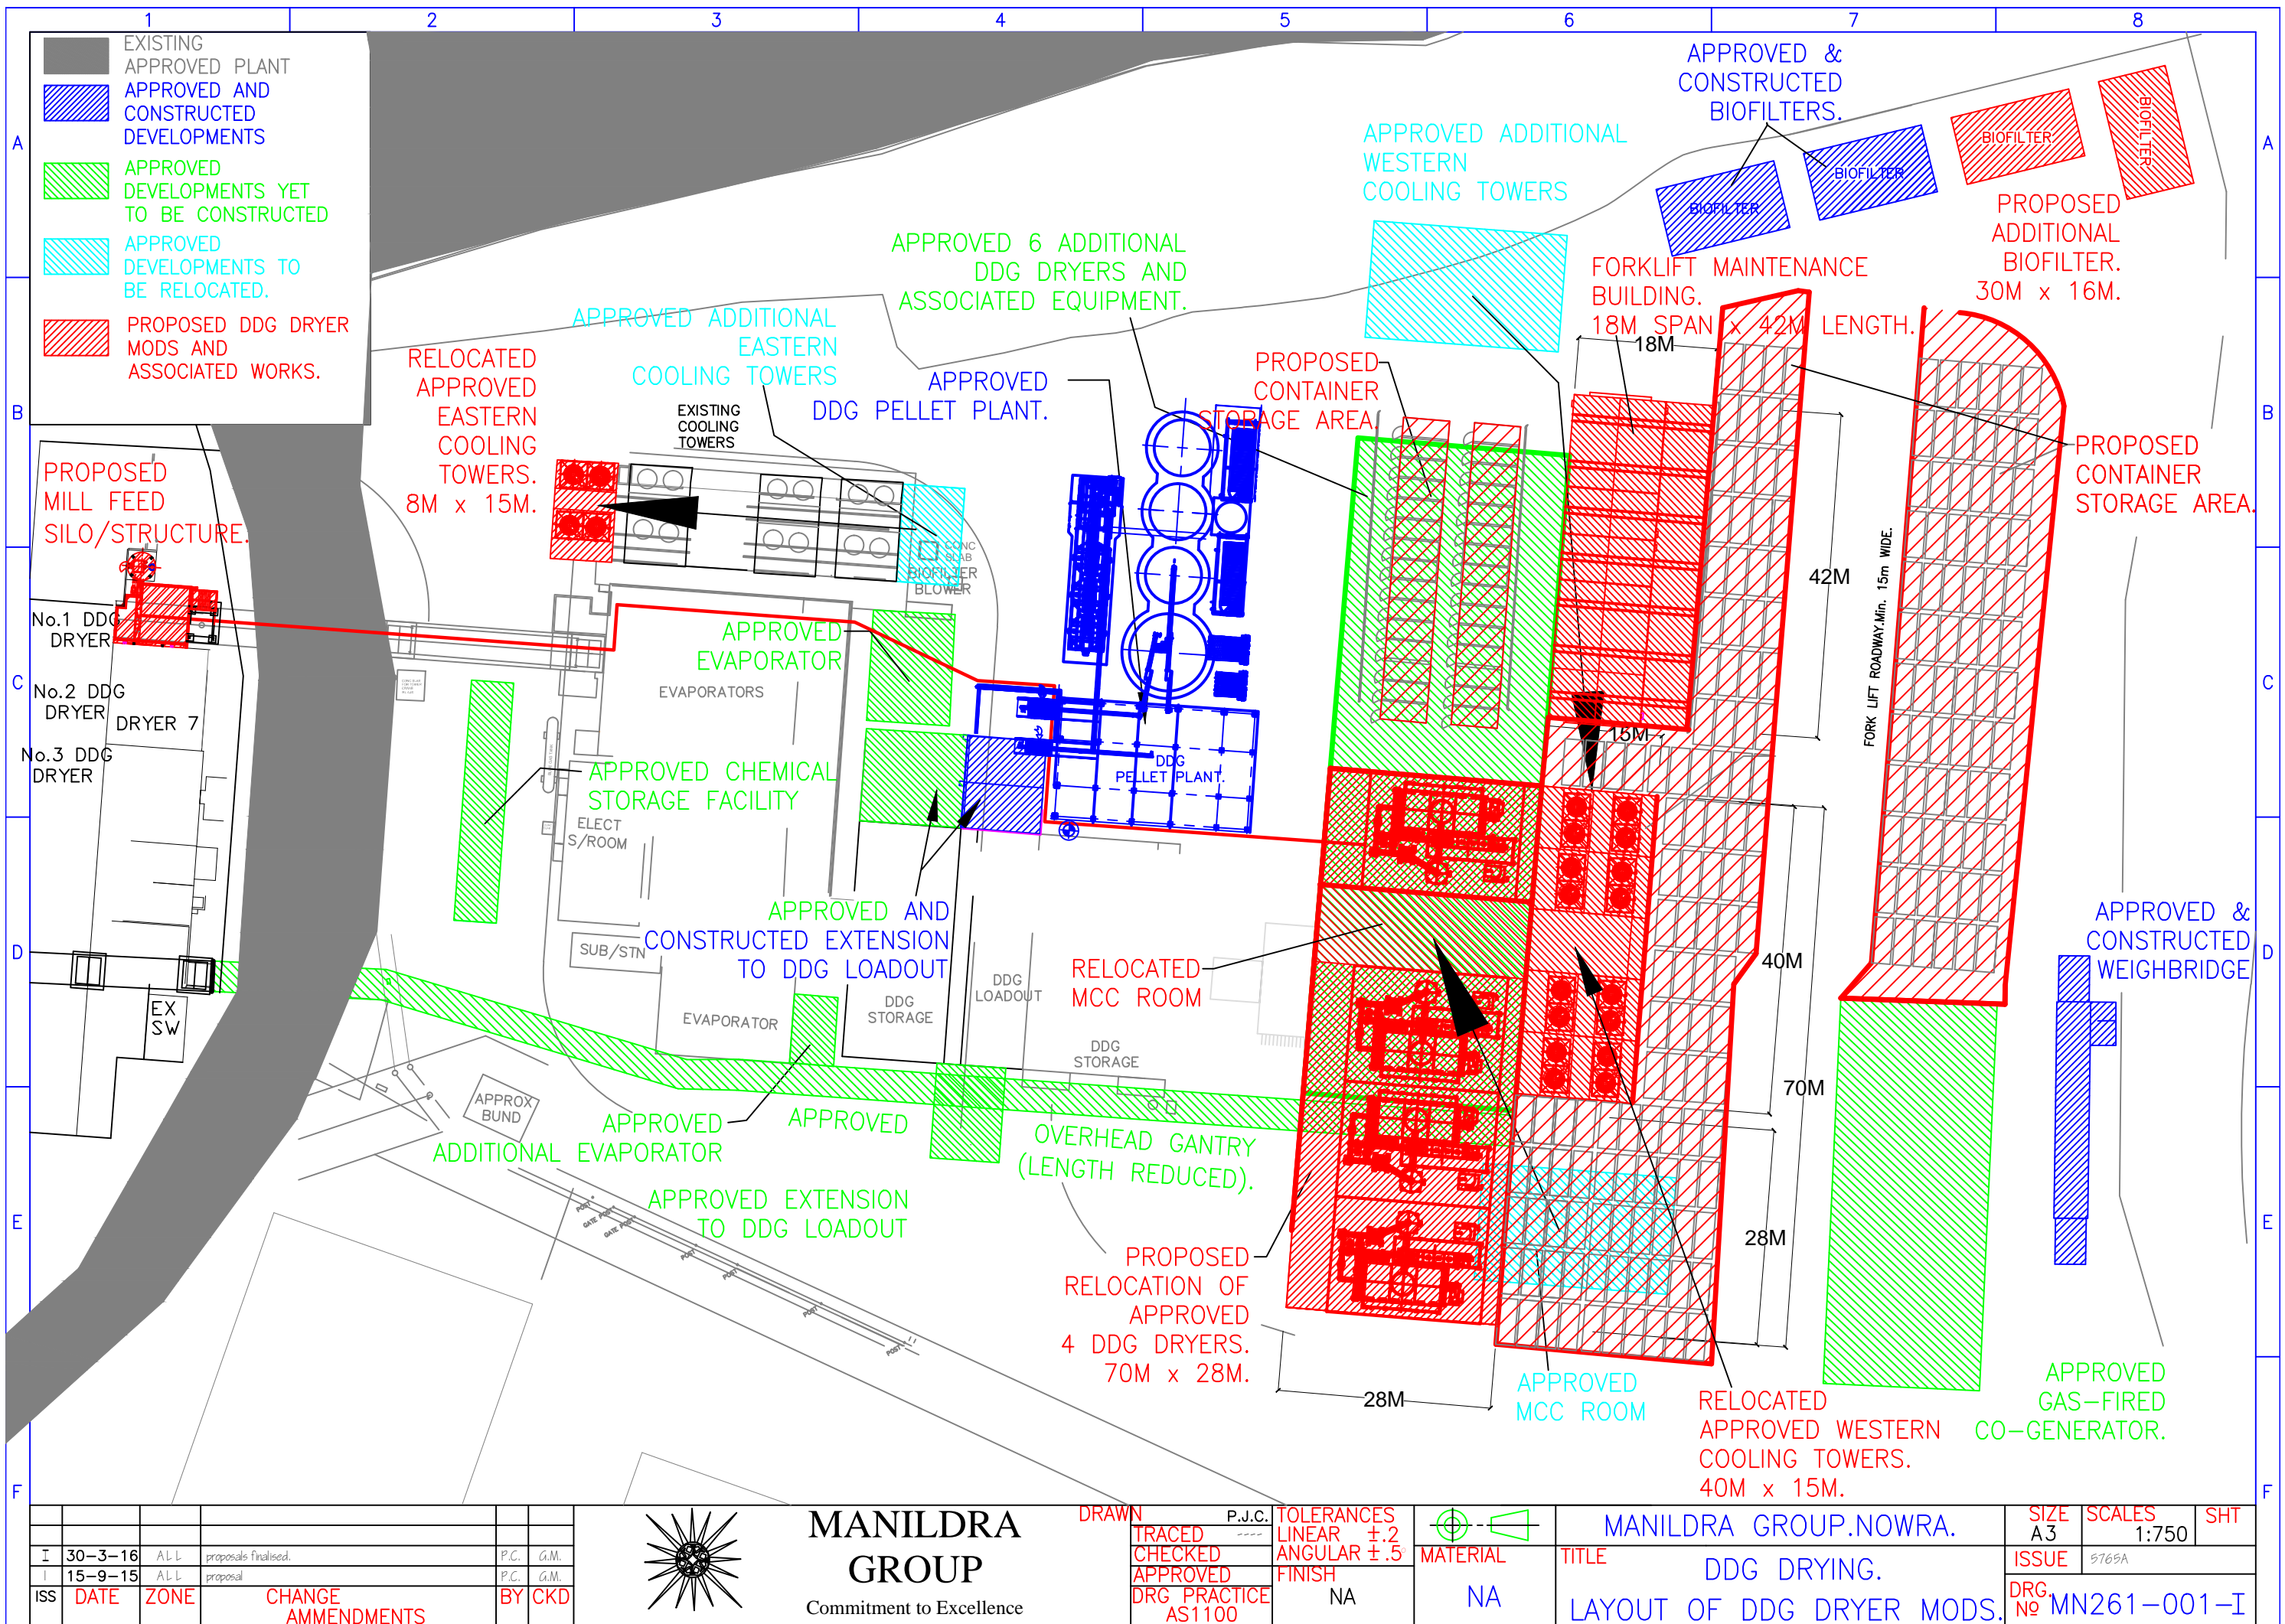 1 2 3 4 5 6 7 8
EXISTING
APPROVED PLANT
APPROVED AND
CONSTRUCTED
DEVELOPMENTS
APPROVED
DEVELOPMENTS YET
TO BE CONSTRUCTED
APPROVED
DEVELOPMENTS TO
BE RELOCATED.
PROPOSED DDG DRYER
MODS AND
ASSOCIATED WORKS.
A
A
B
B
C
C
D
D
E
E
F
F
APPROVED &
CONSTRUCTED
BIOFILTERS.
BIOFILTER
BIOFILTER
BIOFILTER
BIOFILTER
PROPOSED
ADDITIONAL
BIOFILTER.
30M x 16M.
APPROVED ADDITIONAL
WESTERN
COOLING TOWERS
APPROVED 6 ADDITIONAL
DDG DRYERS AND
ASSOCIATED EQUIPMENT.
FORKLIFT MAINTENANCE
BUILDING.
18M SPAN x 42M LENGTH.
18M
APPROVED ADDITIONAL
EASTERN
COOLING TOWERS
RELOCATED
APPROVED
EASTERN
COOLING
TOWERS.
8M x 15M.
EXISTING
COOLING
TOWERS
APPROVED
DDG PELLET PLANT.
PROPOSED
CONTAINER
STORAGE AREA.
PROPOSED
CONTAINER
STORAGE AREA.
PROPOSED
MILL FEED
SILO/STRUCTURE.
CONC
SLAB
BIOFILTER
BLOWER
42M
FORK LIFT ROADWAY.Min. 15m WIDE.
No.1 DDG
DRYER
No.2 DDG
DRYER
DRYER 7
No.3 DDG
DRYER
APPROVED
EVAPORATOR
EVAPORATORS
15M
DDG
PELLET PLANT.
APPROVED CHEMICAL
STORAGE FACILITY
ELECT
S/ROOM
APPROVED AND
CONSTRUCTED EXTENSION
TO DDG LOADOUT
SUB/STN
DDG
LOADOUT
DDG
STORAGE
RELOCATED
MCC ROOM
40M
APPROVED &
CONSTRUCTED
WEIGHBRIDGE
EX
SW
EVAPORATOR
DDG
STORAGE
70M
APPROX
BUND
APPROVED
ADDITIONAL EVAPORATOR
APPROVED
OVERHEAD GANTRY
(LENGTH REDUCED).
APPROVED EXTENSION
TO DDG LOADOUT
POST
GATE POST
GATE POST
POST
POST
POST
POST
28M
PROPOSED
RELOCATION OF
APPROVED
4 DDG DRYERS.
70M x 28M.
28M
APPROVED
MCC ROOM
RELOCATED
APPROVED WESTERN
COOLING TOWERS.
40M x 15M.
APPROVED
GAS-FIRED
CO-GENERATOR.
I 30-3-16 ALL proposals finalised. P.C. G.M.
I 15-9-15 ALL proposal P.C. G.M.
ISS DATE ZONE CHANGE AMMENDMENTS BY CKD
MANILDRA
GROUP
Commitment to Excellence
DRAWN P.J.C.
TRACED ----
CHECKED
APPROVED
DRG PRACTICE
AS1100
TOLERANCES
LINEAR ±.2
ANGULAR ±.5°
FINISH
NA
MATERIAL
NA
MANILDRA GROUP.NOWRA.
TITLE
DDG DRYING.
LAYOUT OF DDG DRYER MODS.
SIZE
A3
SCALES
1:750
SHT
ISSUE 5765A
DRG.
Nº MN261-001-I